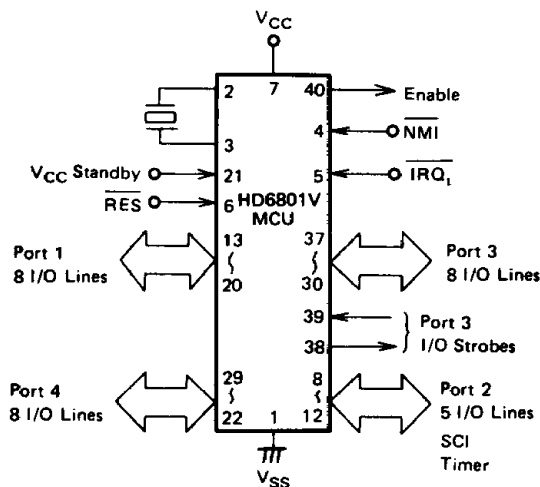 VCC
2 7 40 Enable
3 4 NMI
VCC Standby 21 5 IRQ1
RES 6 HD6801V
MCU
Port 1 13 37 Port 3
8 I/O Lines 20 30 8 I/O Lines
39 Port 3
38 I/O Strobes
Port 4 29 8 Port 2
8 I/O Lines 22 1 12 5 I/O Lines
SCI
VSS Timer